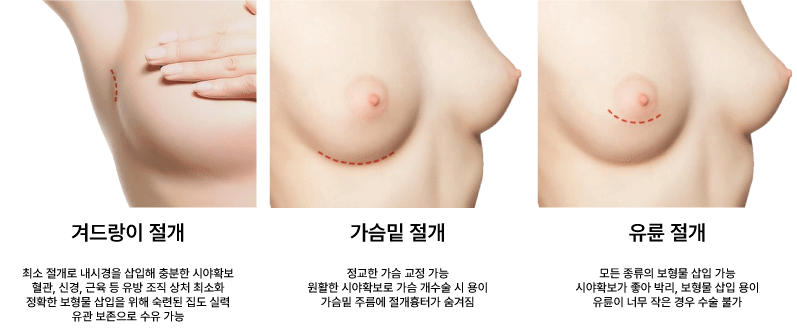 겨드랑이 절개
최소 절개로 내시경을 삽입해 충분한 시야확보
혈관, 신경, 근육 등 유방 조직 상처 최소화
정확한 보형물 삽입을 위해 숙련된 집도 실력
유관 보존으로 수유 가능
가슴밑 절개
정교한 가슴 교정 가능
원활한 시야확보로 가슴 개수술 시 용이
가슴밑 주름에 절개흉터가 숨겨짐
유륜 절개
모든 종류의 보형물 삽입 가능
시야확보가 좋아 박리, 보형물 삽입 용이
유륜이 너무 작은 경우 수술 불가